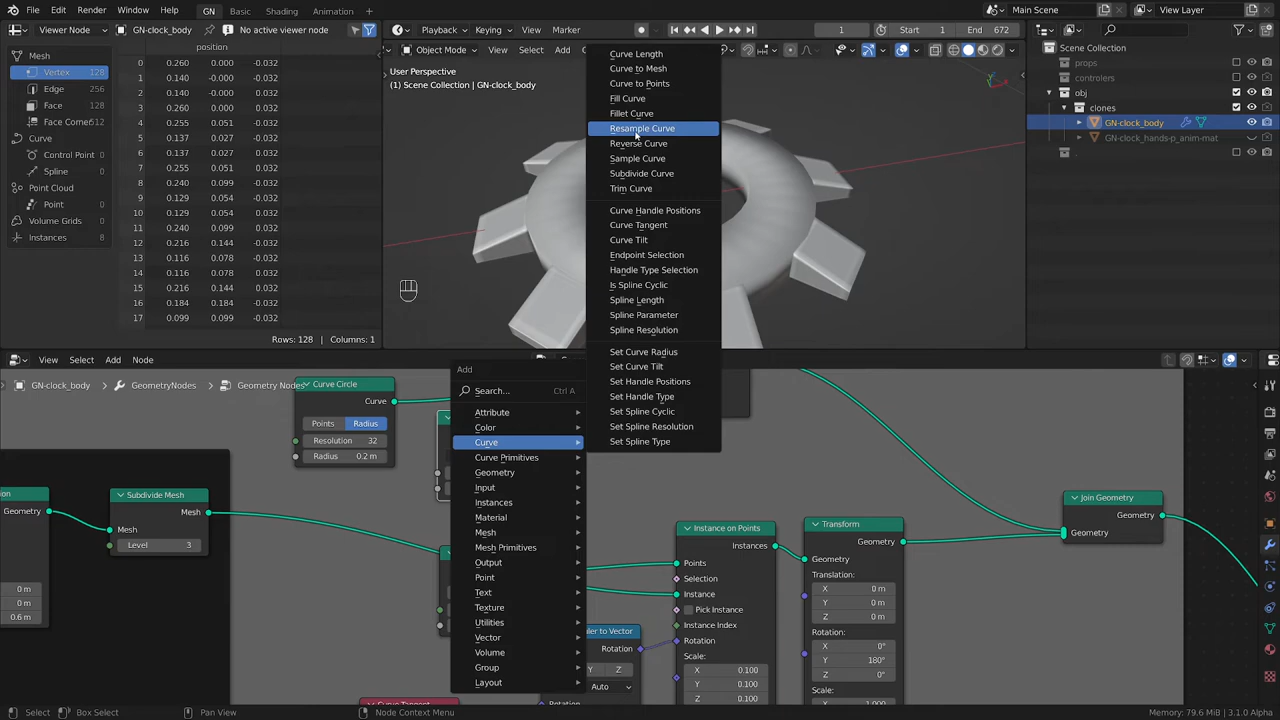 File Edit Render Window Help GN Basic Shading Animation Main Scene View Layer
Viewer Node View GN-clock_body No active viewer node
Playback Keying View Marker 1 Start 1 End 672
Mesh
Vertex 128
Edge 128
Face 128
Face Corner
Curve
Control Point 0
Spline 0
Point Cloud
Point 0
Volume Grids
Instances 8
position
0 0.260 0.000 -0.032
1 0.140 -0.000 -0.032
2 0.140 -0.000 -0.032
3 0.260 0.000 -0.032
4 0.255 0.054 -0.032
5 0.137 0.027 -0.032
6 0.137 0.027 -0.032
7 0.255 0.054 -0.032
8 0.240 0.100 -0.032
9 0.129 0.054 -0.032
10 0.129 0.054 -0.032
11 0.240 0.100 -0.032
12 0.216 0.144 -0.032
13 0.116 0.078 -0.032
14 0.116 0.078 -0.032
15 0.216 0.144 -0.032
16 0.184 0.184 -0.032
17 0.099 0.099 -0.032
Rows: 128 | Columns: 1
Object Mode View Select Add
User Perspective
(1) Scene Collection | GN-clock_body
Curve Length
Curve to Mesh
Curve to Points
Fill Curve
Fillet Curve
Resample Curve
Reverse Curve
Sample Curve
Subdivide Curve
Trim Curve
Curve Handle Positions
Curve Tangent
Curve Tilt
Endpoint Selection
Handle Type Selection
Is Spline Cyclic
Spline Length
Spline Parameter
Spline Resolution
Set Curve Radius
Set Curve Tilt
Set Handle Positions
Set Handle Type
Set Spline Cyclic
Set Spline Resolution
Set Spline Type
Scene Collection
props
controlers
obj
clones
GN-clock_body
GN-clock_hands-p_anim-mat
View Select Add Node
GN-clock_body > GeometryNodes > Geometry Nodes
Curve Circle
Curve
Points Radius
Resolution 32
Radius 0.2 m
Geometry
0 m
0 m
0.6 m
Subdivide Mesh
Mesh
Mesh
Level 3
Add
Search... Ctrl A
Attribute
Color
Curve
Curve Primitives
Geometry
Input
Instances
Material
Mesh
Mesh Primitives
Output
Point
Text
Texture
Utilities
Vector
Volume
Group
Layout
Curve Tangent
uler to Vector
Rotation
Y Z
Auto
Rotation
Instance on Points
Instances
Points
Selection
Instance
Pick Instance
Instance Index
Rotation
Scale:
X 0.100
Y 0.100
Z 0.100
Transform
Geometry
Geometry
Translation:
X 0 m
Y 0 m
Z 0 m
Rotation:
X 0°
Y 180°
Z 0°
Scale:
X 1.000
Join Geometry
Geometry
Geometry
Select Box Select Pan View Node Context Menu Memory: 79.6 MiB | 3.1.0 Alpha